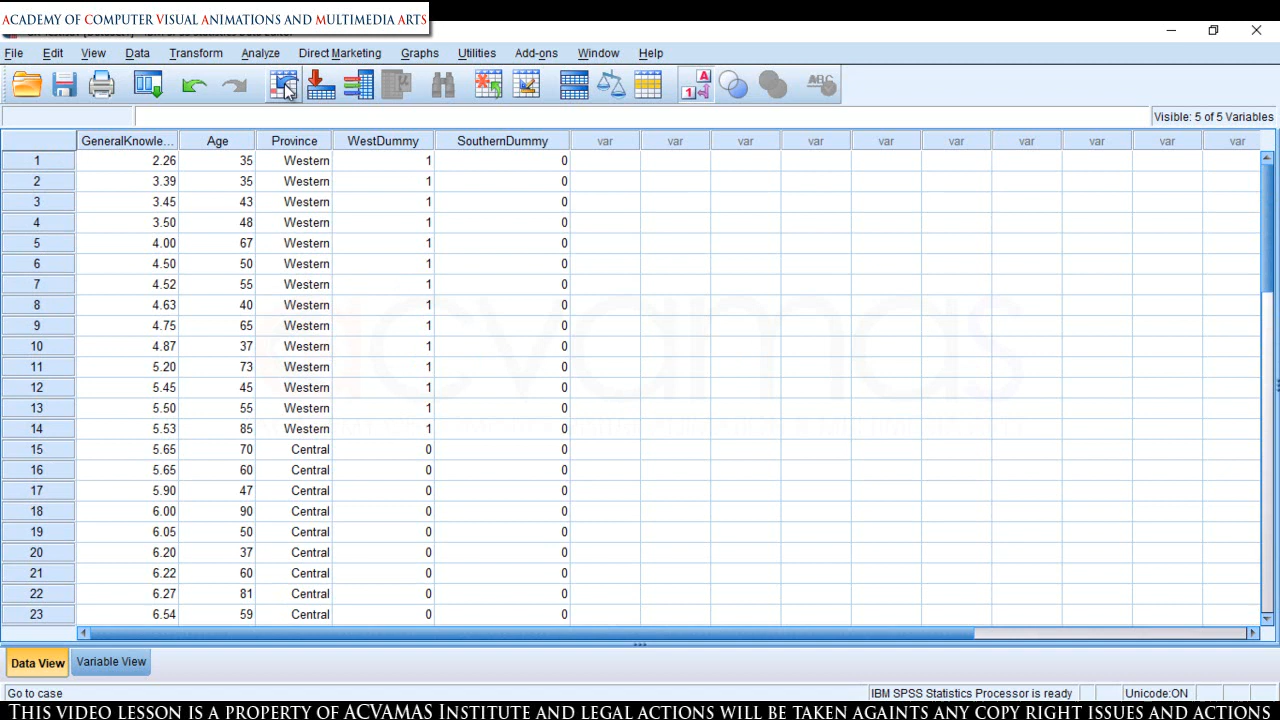 ACADEMY OF COMPUTER VISUAL ANIMATIONS AND MULTIMEDIA ARTS
File Edit View Data Transform Analyze Direct Marketing Graphs Utilities Add-ons Window Help
Visible: 5 of 5 Variables
GeneralKnowle... Age Province WestDummy SouthernDummy var var var var var var var var var var
1 2.26 35 Western 1 0
2 3.39 35 Western 1 0
3 3.45 43 Western 1 0
4 3.50 48 Western 1 0
5 4.00 67 Western 1 0
6 4.50 50 Western 1 0
7 4.52 55 Western 1 0
8 4.63 40 Western 1 0
9 4.75 65 Western 1 0
10 4.87 37 Western 1 0
11 5.20 73 Western 1 0
12 5.45 45 Western 1 0
13 5.50 55 Western 1 0
14 5.53 85 Western 1 0
15 5.65 70 Central 0 0
16 5.65 60 Central 0 0
17 5.90 47 Central 0 0
18 6.00 90 Central 0 0
19 6.05 50 Central 0 0
20 6.20 37 Central 0 0
21 6.22 60 Central 0 0
22 6.27 81 Central 0 0
23 6.54 59 Central 0 0
acvamas
Data View Variable View
Go to case IBM SPSS Statistics Processor is ready Unicode:ON
THIS VIDEO LESSON IS A PROPERTY OF ACVAMAS INSTITUTE AND LEGAL ACTIONS WILL BE TAKEN AGAINTS ANY COPY RIGHT ISSUES AND ACTIONS